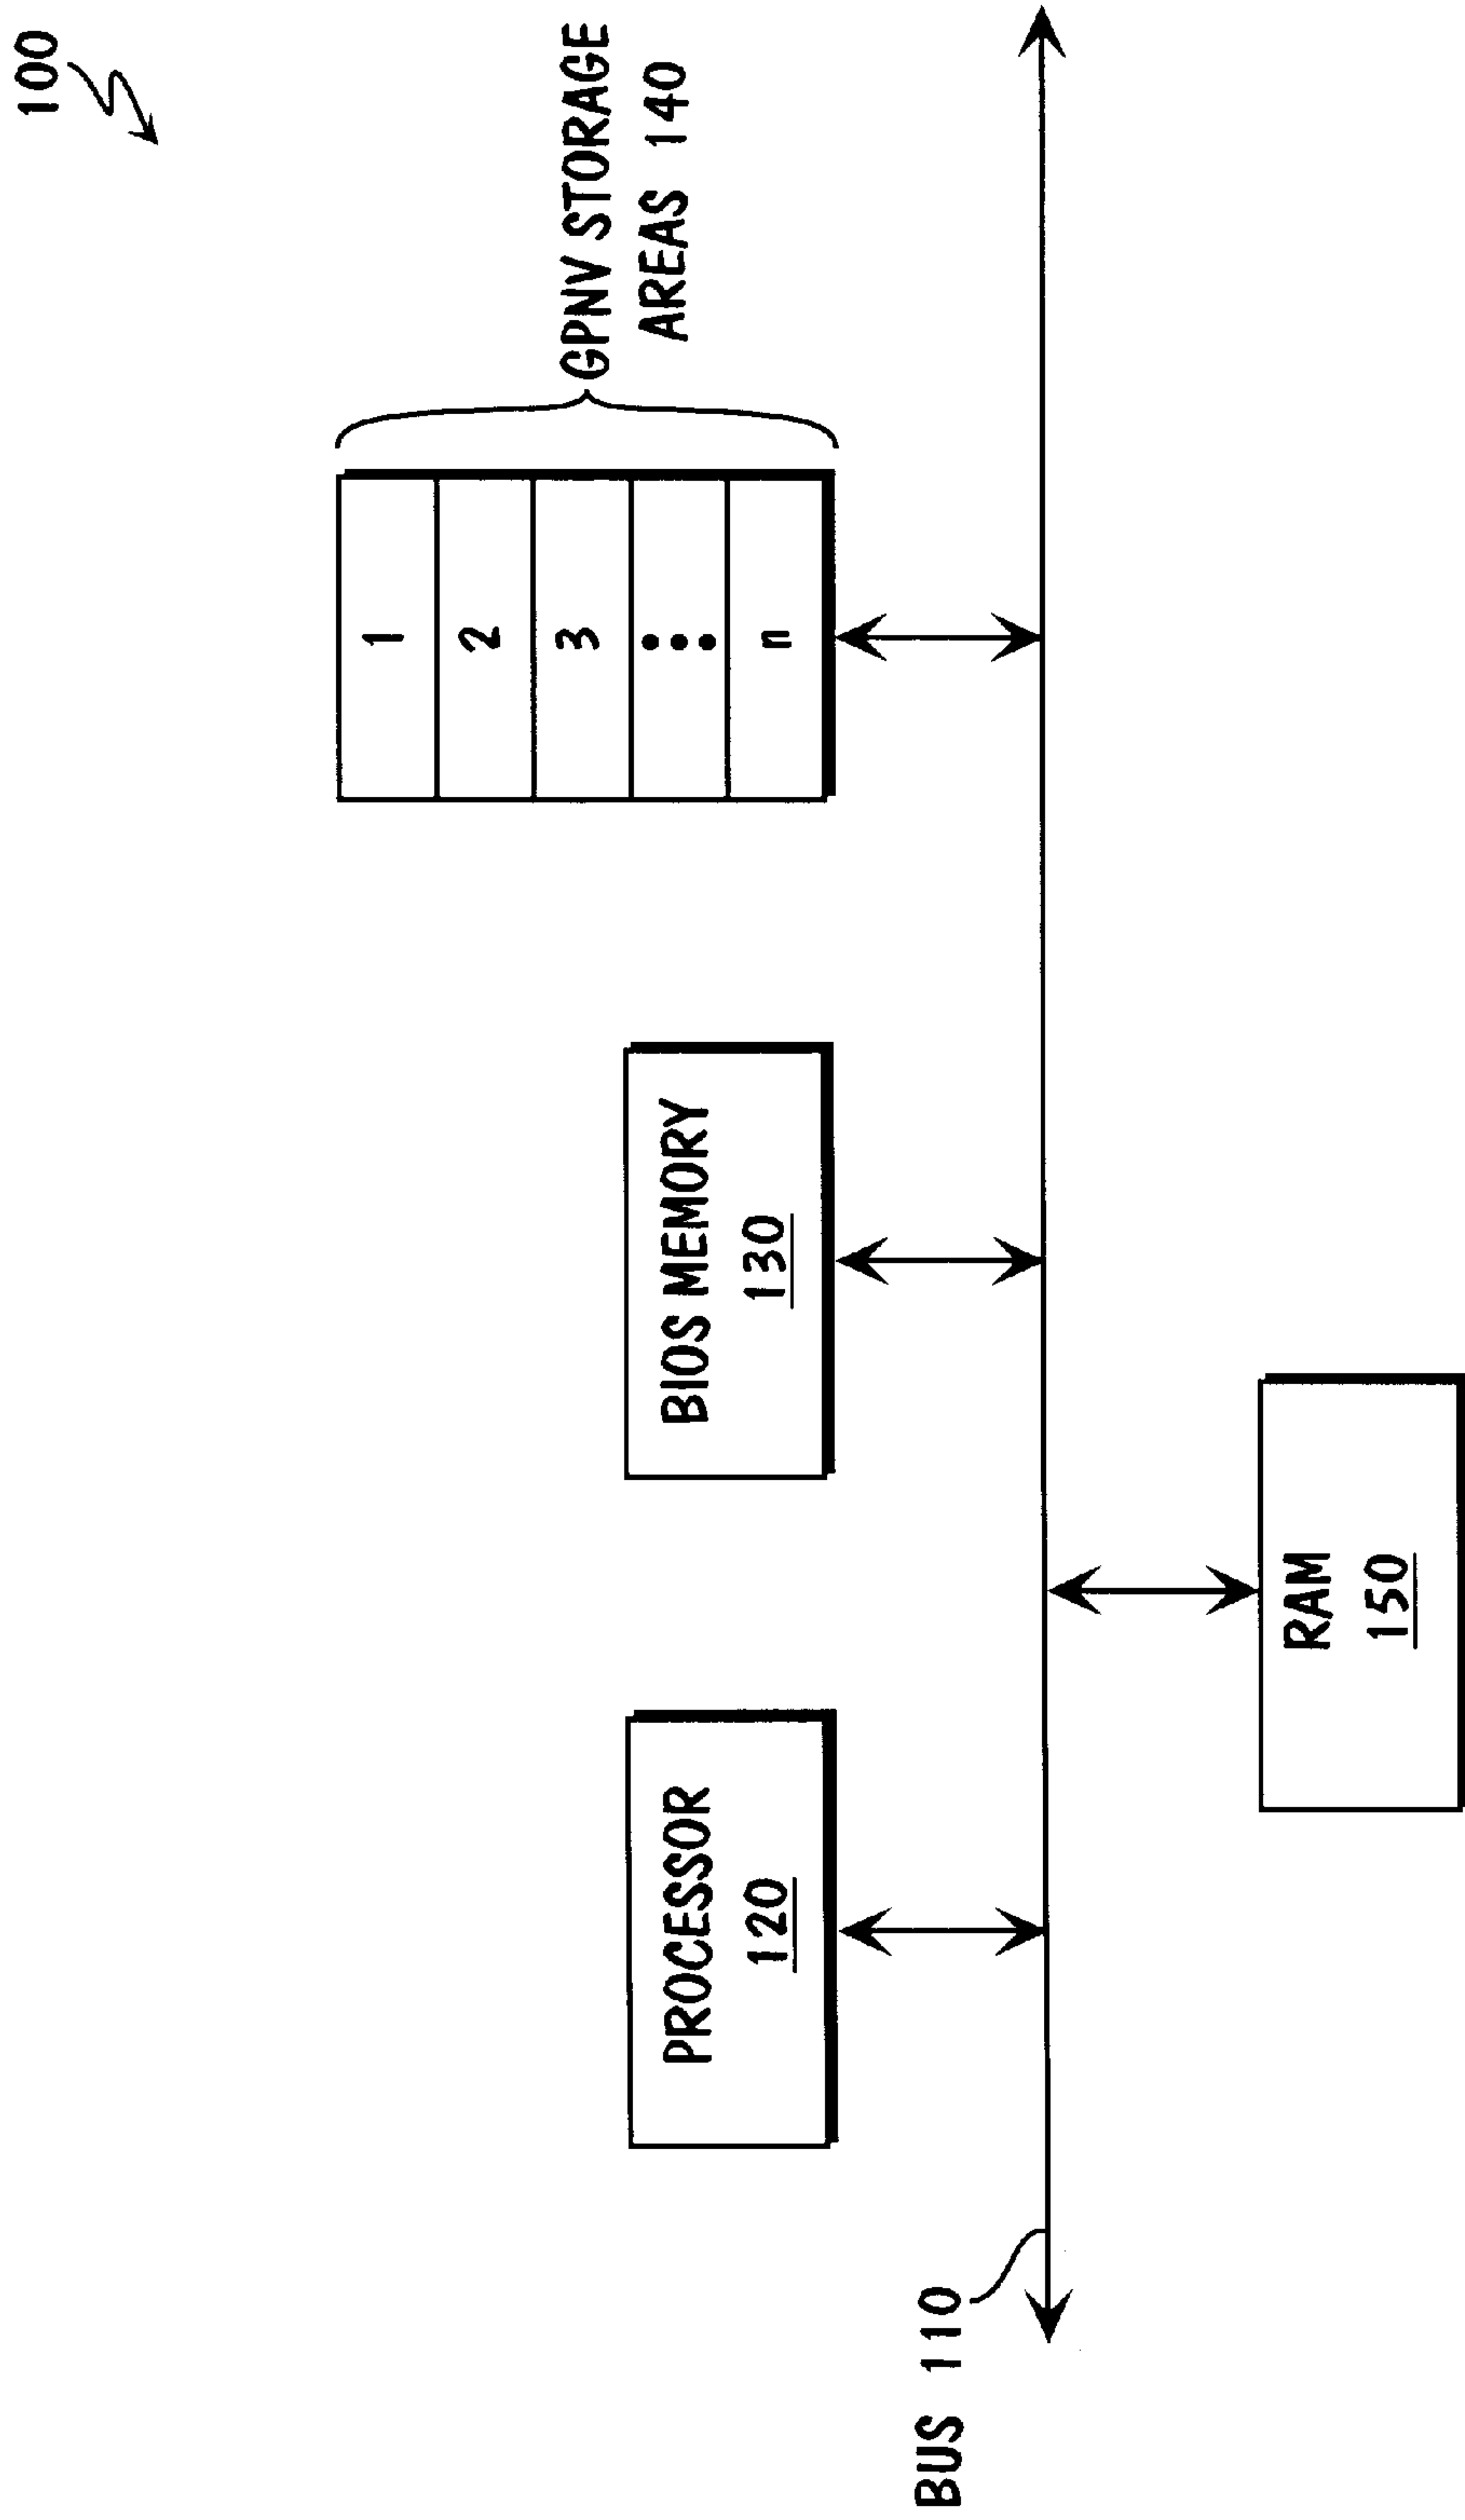 100
GPNV STORAGE
AREAS 140
1
2
3
n
BIOS MEMORY
130
PROCESSOR
120
RAM
150
BUS 110